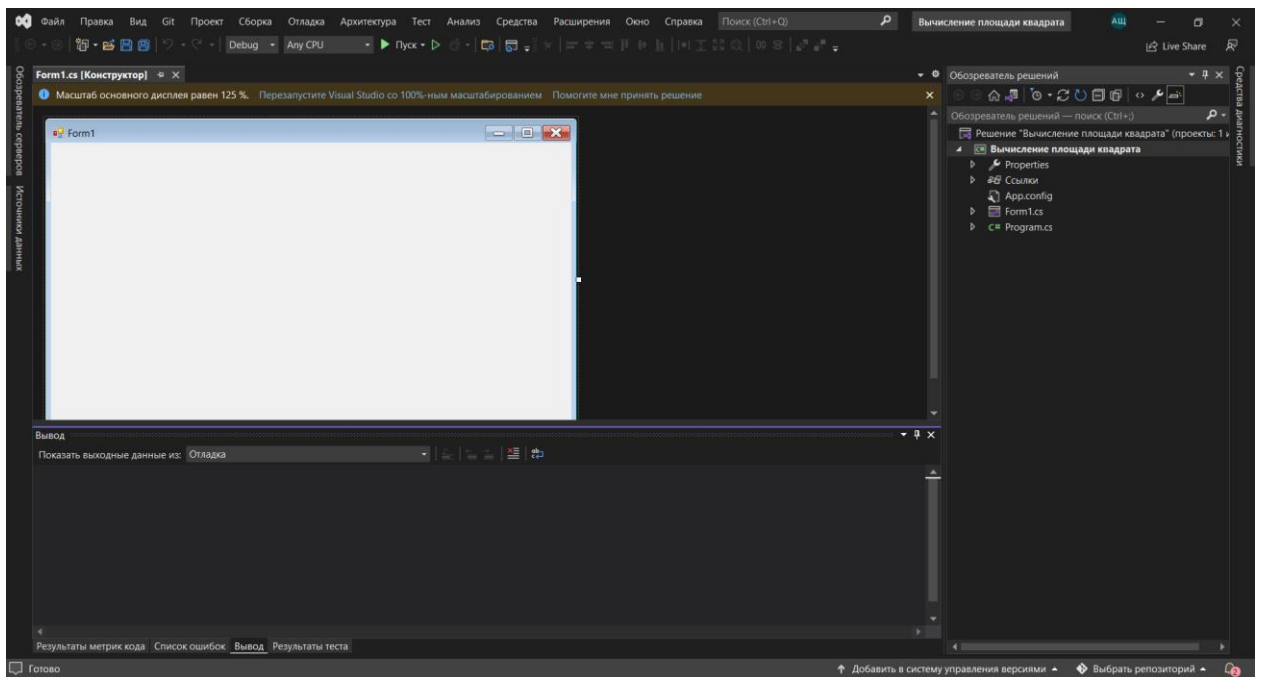 Файл Правка Вид Git Проект Сборка Отладка Архитектура Тест Анализ Средства Расширения Окно Справка Поиск (Ctrl+Q) Вычисление площади квадрата АЩ
Debug Any CPU Пуск Live Share
Обозреватель серверов
Источники данных
Form1.cs [Конструктор]
Масштаб основного дисплея равен 125 %. Перезапустите Visual Studio со 100%-ным масштабированием Помогите мне принять решение
Form1
Вывод
Показать выходные данные из: Отладка
Результаты метрик кода Список ошибок Вывод Результаты теста
Обозреватель решений
Обозреватель решений — поиск (Ctrl+;)
Решение "Вычисление площади квадрата" (проекты: 1 и
Вычисление площади квадрата
Properties
Ссылки
App.config
Form1.cs
C# Program.cs
Средства диагностики
Готово Добавить в систему управления версиями Выбрать репозиторий 2